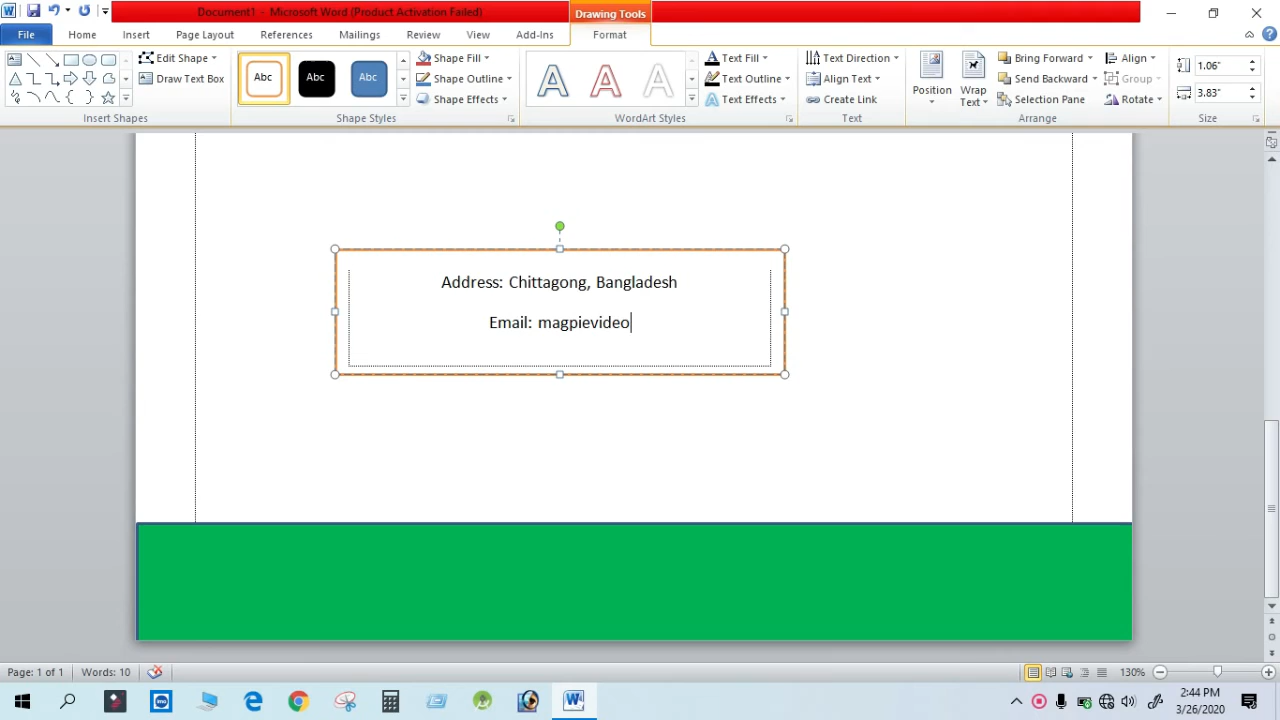 Document1 - Microsoft Word (Product Activation Failed)
Drawing Tools
File Home Insert Page Layout References Mailings Review View Add-Ins Format
Edit Shape
Draw Text Box
Insert Shapes
Abc Abc Abc
Shape Fill
Shape Outline
Shape Effects
Shape Styles
A A A
Text Fill
Text Outline
Text Effects
WordArt Styles
Text Direction
Align Text
Create Link
Text
Position
Wrap Text
Bring Forward
Send Backward
Selection Pane
Align
Group
Rotate
Arrange
1.06"
3.83"
Size
Address: Chittagong, Bangladesh
Email: magpievideo
Page: 1 of 1 Words: 10 130%
2:44 PM
3/26/2020